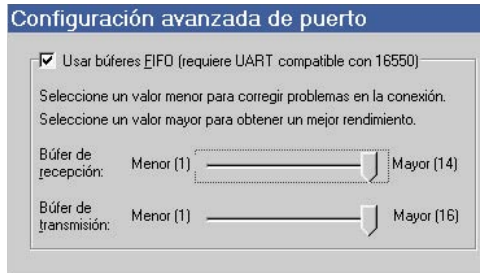 Configuración avanzada de puerto
Usar búferes FIFO (requiere UART compatible con 16550)
Seleccione un valor menor para corregir problemas en la conexión.
Seleccione un valor mayor para obtener un mejor rendimiento.
Búfer de recepción: Menor (1) Mayor (14)
Búfer de transmisión: Menor (1) Mayor (16)